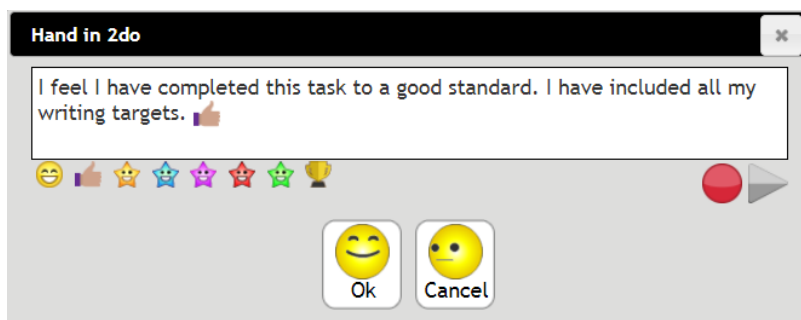 Hand in 2do
I feel I have completed this task to a good standard. I have included all my
writing targets.
Ok
Cancel